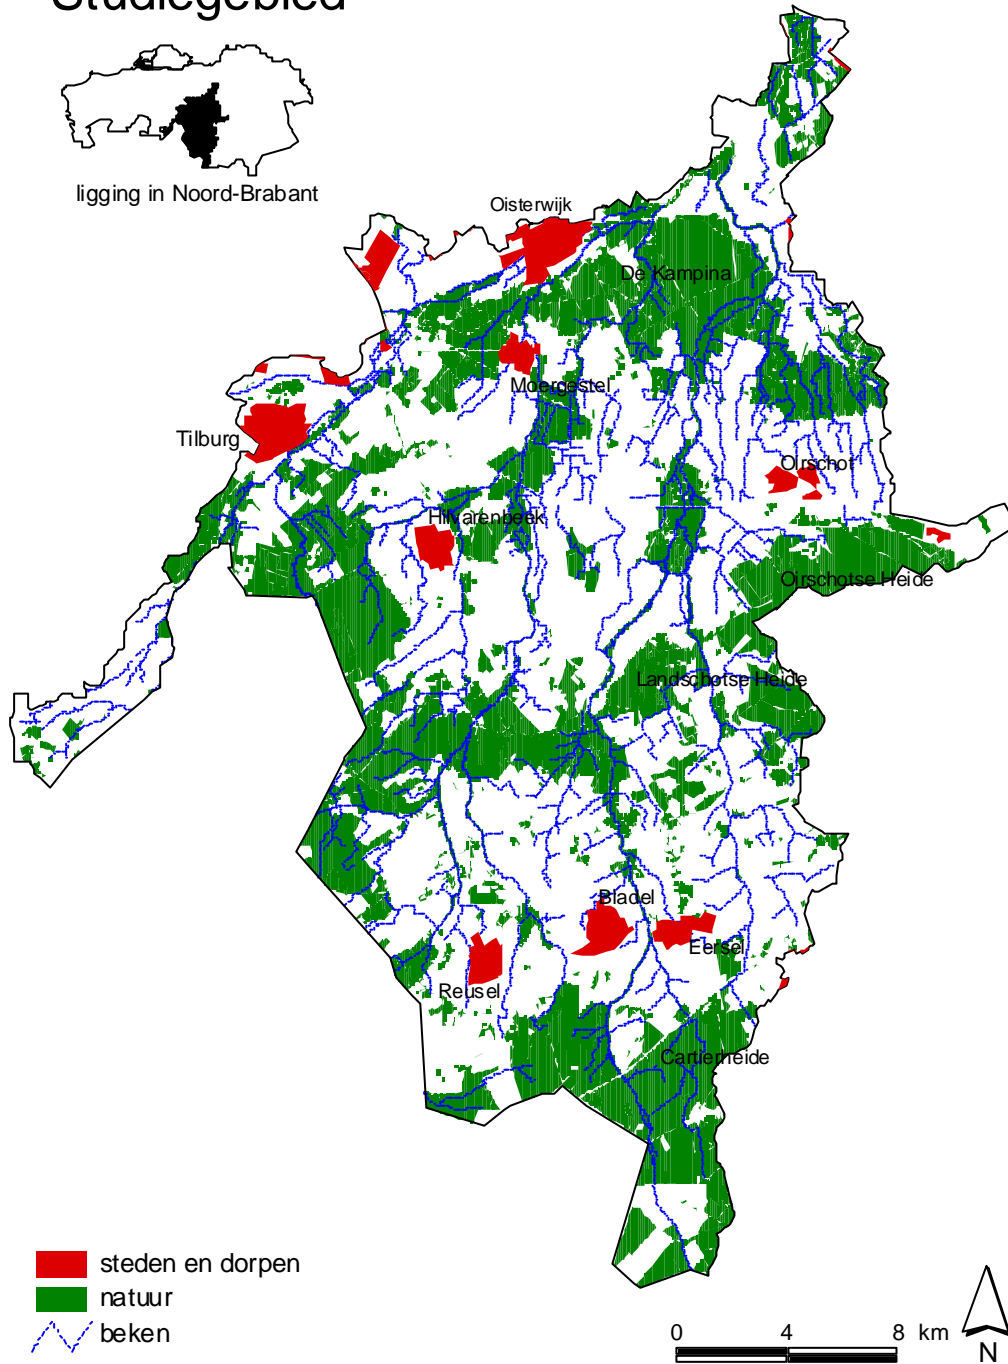 Studiegebied
ligging in Noord-Brabant
Oisterwijk
De Kampina
Moergestel
Tilburg
Oirschot
Hilvarenbeek
Oirschotse Heide
Landschotse Heide
Bladel
Eersel
Reusel
Cartierheide
steden en dorpen
natuur
beken
0 4 8 km
N